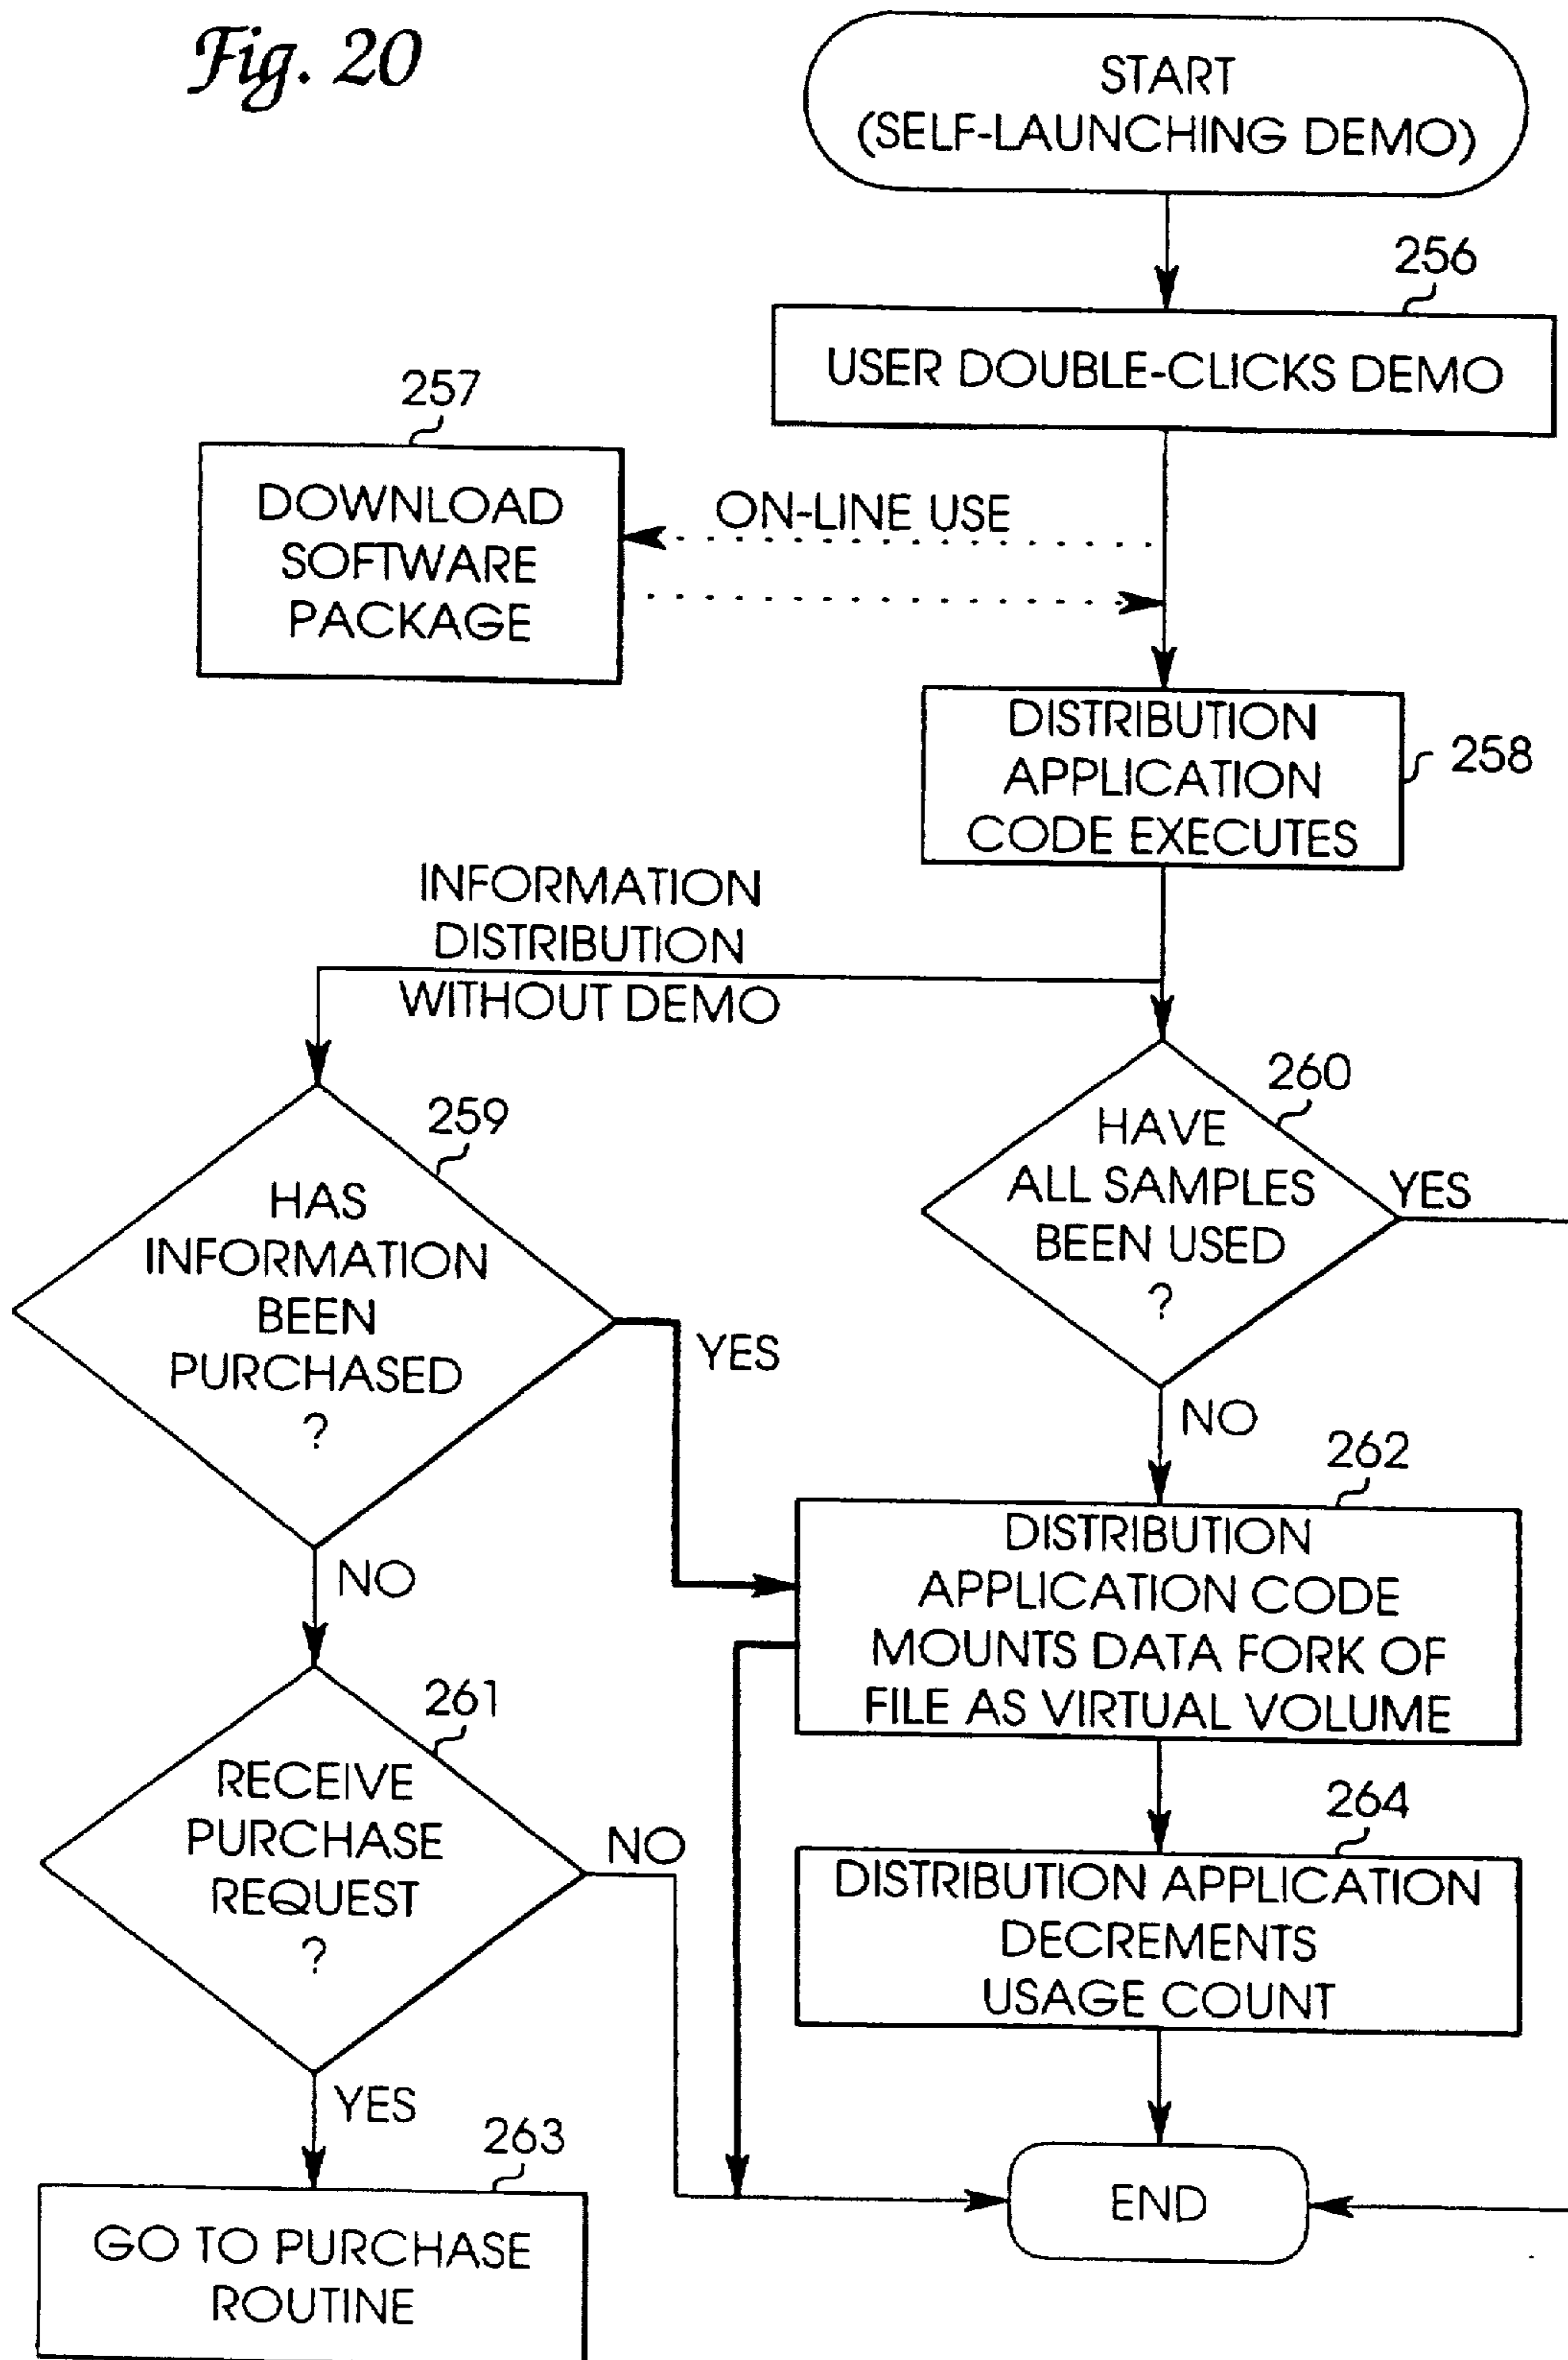 Fig. 20
START
(SELF-LAUNCHING DEMO)
256
USER DOUBLE-CLICKS DEMO
257
DOWNLOAD
SOFTWARE
PACKAGE
ON-LINE USE
DISTRIBUTION
APPLICATION
CODE EXECUTES
258
INFORMATION
DISTRIBUTION
WITHOUT DEMO
259
HAS
INFORMATION
BEEN
PURCHASED
?
YES
NO
260
HAVE
ALL SAMPLES
BEEN USED
?
YES
NO
262
DISTRIBUTION
APPLICATION CODE
MOUNTS DATA FORK OF
FILE AS VIRTUAL VOLUME
261
RECEIVE
PURCHASE
REQUEST
?
NO
YES
264
DISTRIBUTION APPLICATION
DECREMENTS
USAGE COUNT
263
GO TO PURCHASE
ROUTINE
END